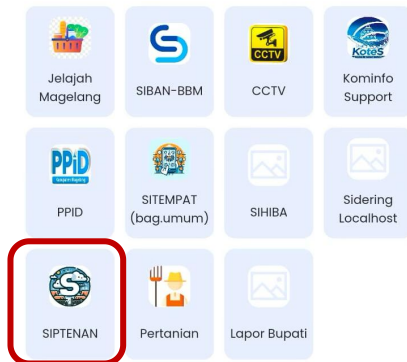 Jelajah
Magelang
SIBAN-BBM
CCTV
CCTV
KoteS
Kominfo
Support
PPiD
PPID
SITEMPAT
(bag.umum)
SIHIBA
Sidering
Localhost
SIPTENAN
Pertanian
Lapor Bupati